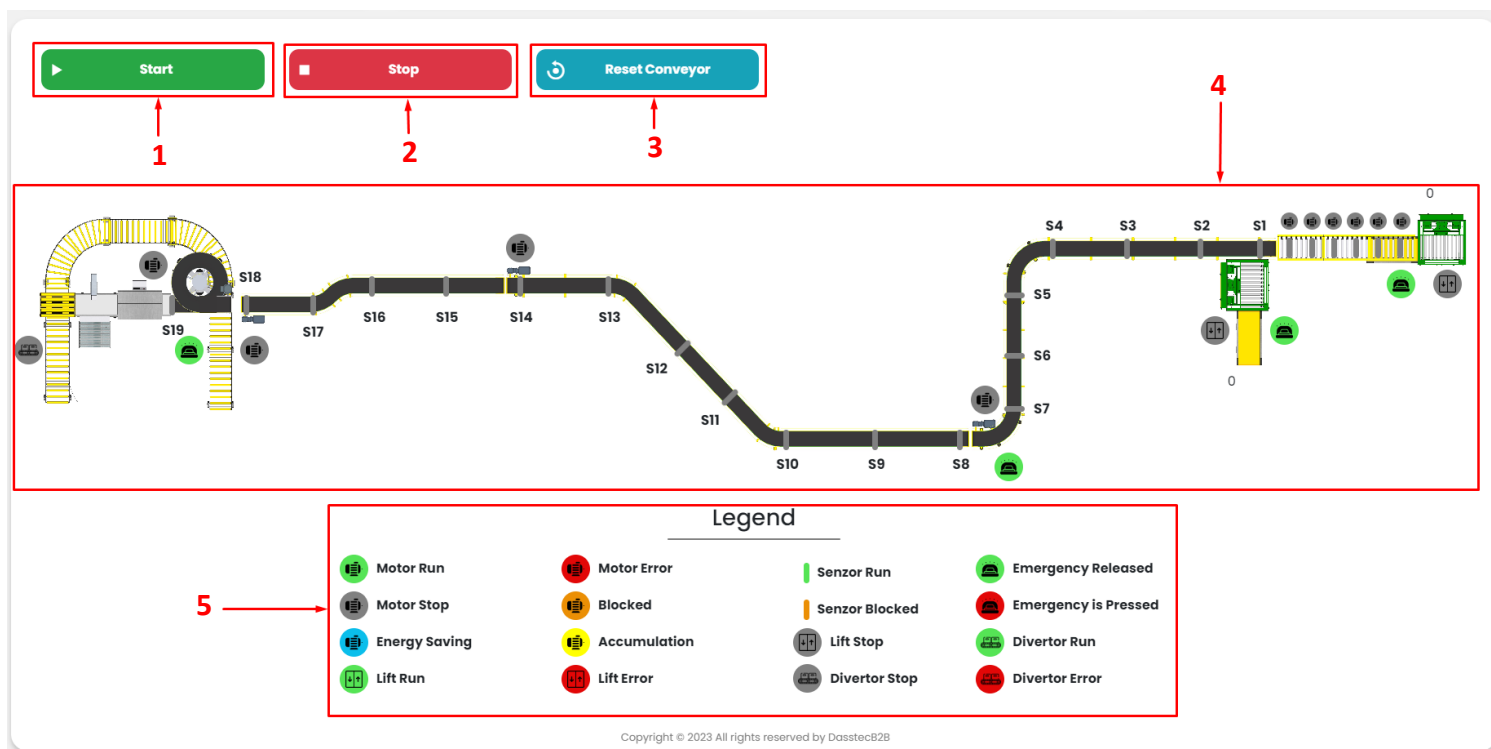 Start
Stop
Reset Conveyor
1
2
3
4
0
S4
S3
S2
S1
S18
S5
S19
S17
S16
S15
S14
S13
S12
S6
0
S11
S7
S10
S9
S8
Legend
Motor Run
Motor Error
Senzor Run
Emergency Released
5
Motor Stop
Blocked
Senzor Blocked
Emergency is Pressed
Energy Saving
Accumulation
Lift Stop
Divertor Run
Lift Run
Lift Error
Divertor Stop
Divertor Error
Copyright © 2023 All rights reserved by DasstecB2B